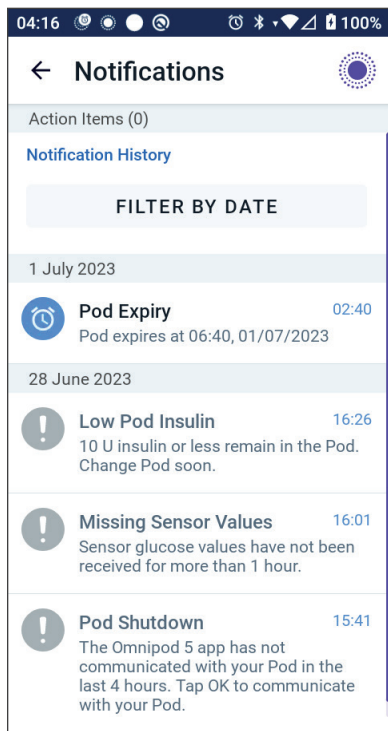 04:16 100%
Notifications
Action Items (0)
Notification History
FILTER BY DATE
1 July 2023
Pod Expiry 02:40
Pod expires at 06:40, 01/07/2023
28 June 2023
Low Pod Insulin 16:26
10 U insulin or less remain in the Pod.
Change Pod soon.
Missing Sensor Values 16:01
Sensor glucose values have not been
received for more than 1 hour.
Pod Shutdown 15:41
The Omnipod 5 app has not
communicated with your Pod in the
last 4 hours. Tap OK to communicate
with your Pod.